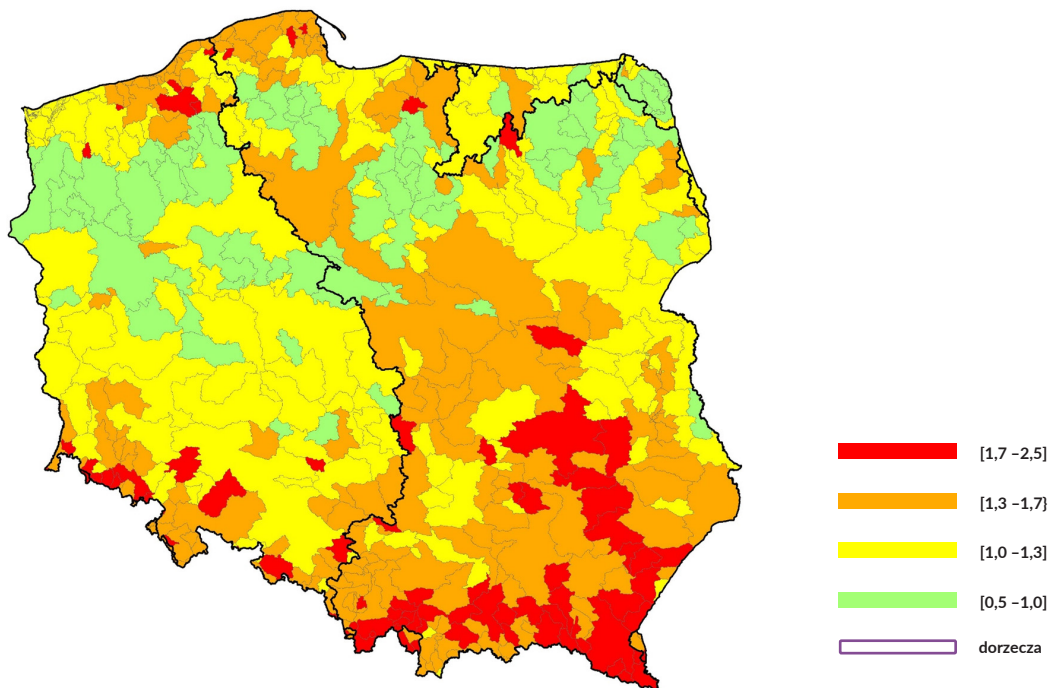 [1,7 –2,5]
[1,3 –1,7}
[1,0 –1,3]
[0,5 –1,0]
dorzecza